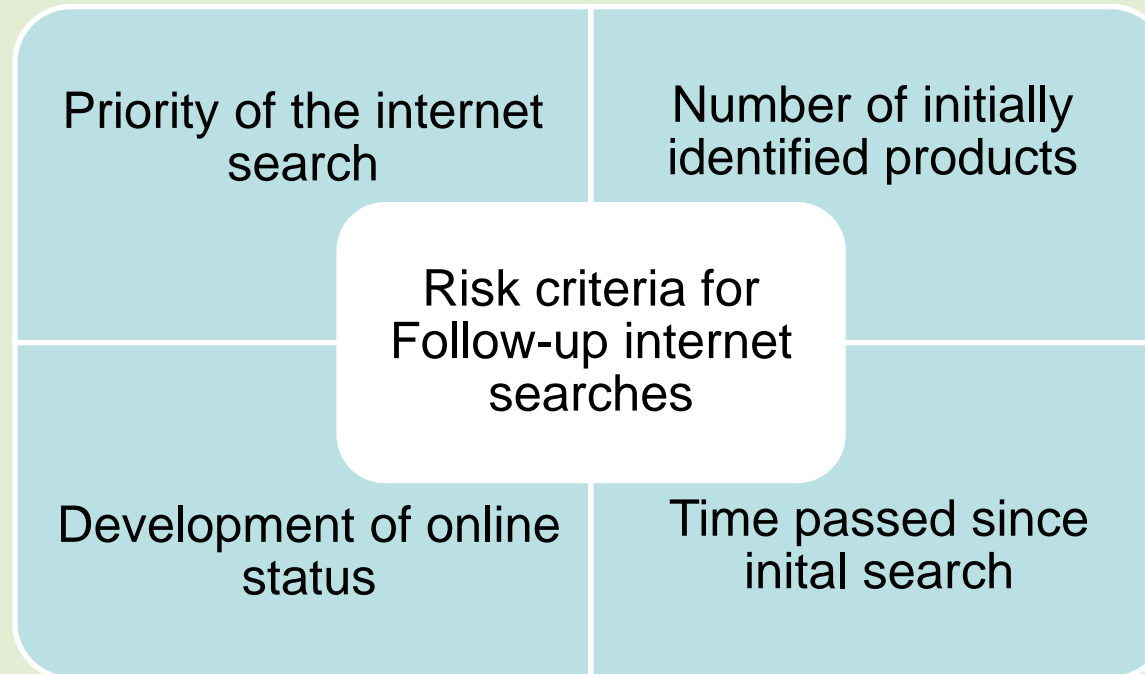 Priority of the internet
search
Number of initially
identified products
Risk criteria for
Follow-up internet
searches
Development of online
status
Time passed since
inital search